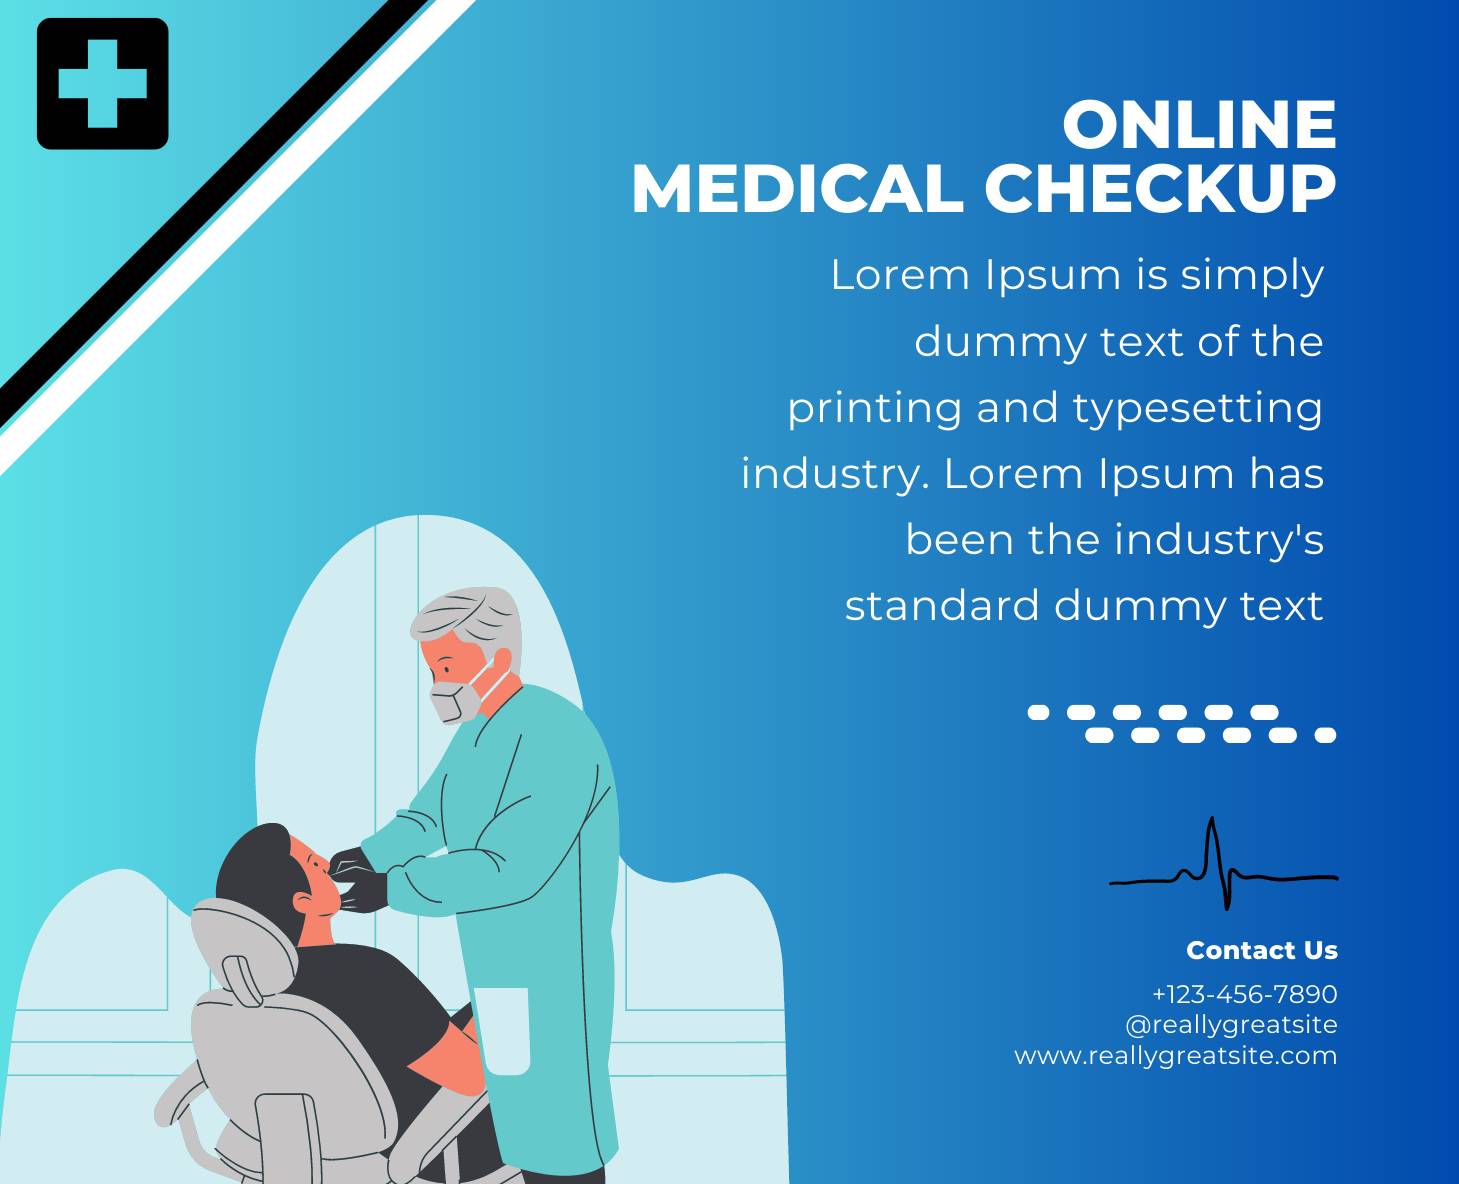 ONLINE
MEDICAL CHECKUP
Lorem Ipsum is simply
dummy text of the
printing and typesetting
industry. Lorem Ipsum has
been the industry's
standard dummy text
Contact Us
+123-456-7890
@reallygreatsite
www.reallygreatsite.com